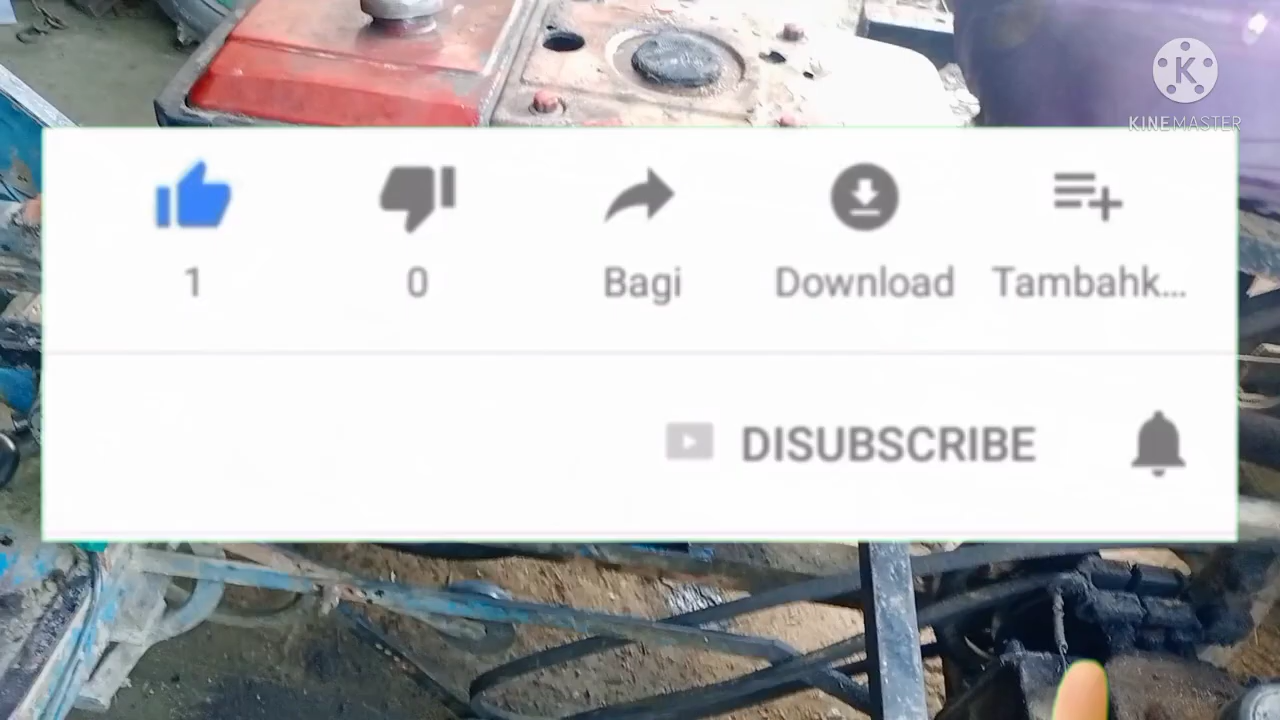 K
KINEMASTER
1
0
Bagi
Download
Tambahk...
DISUBSCRIBE